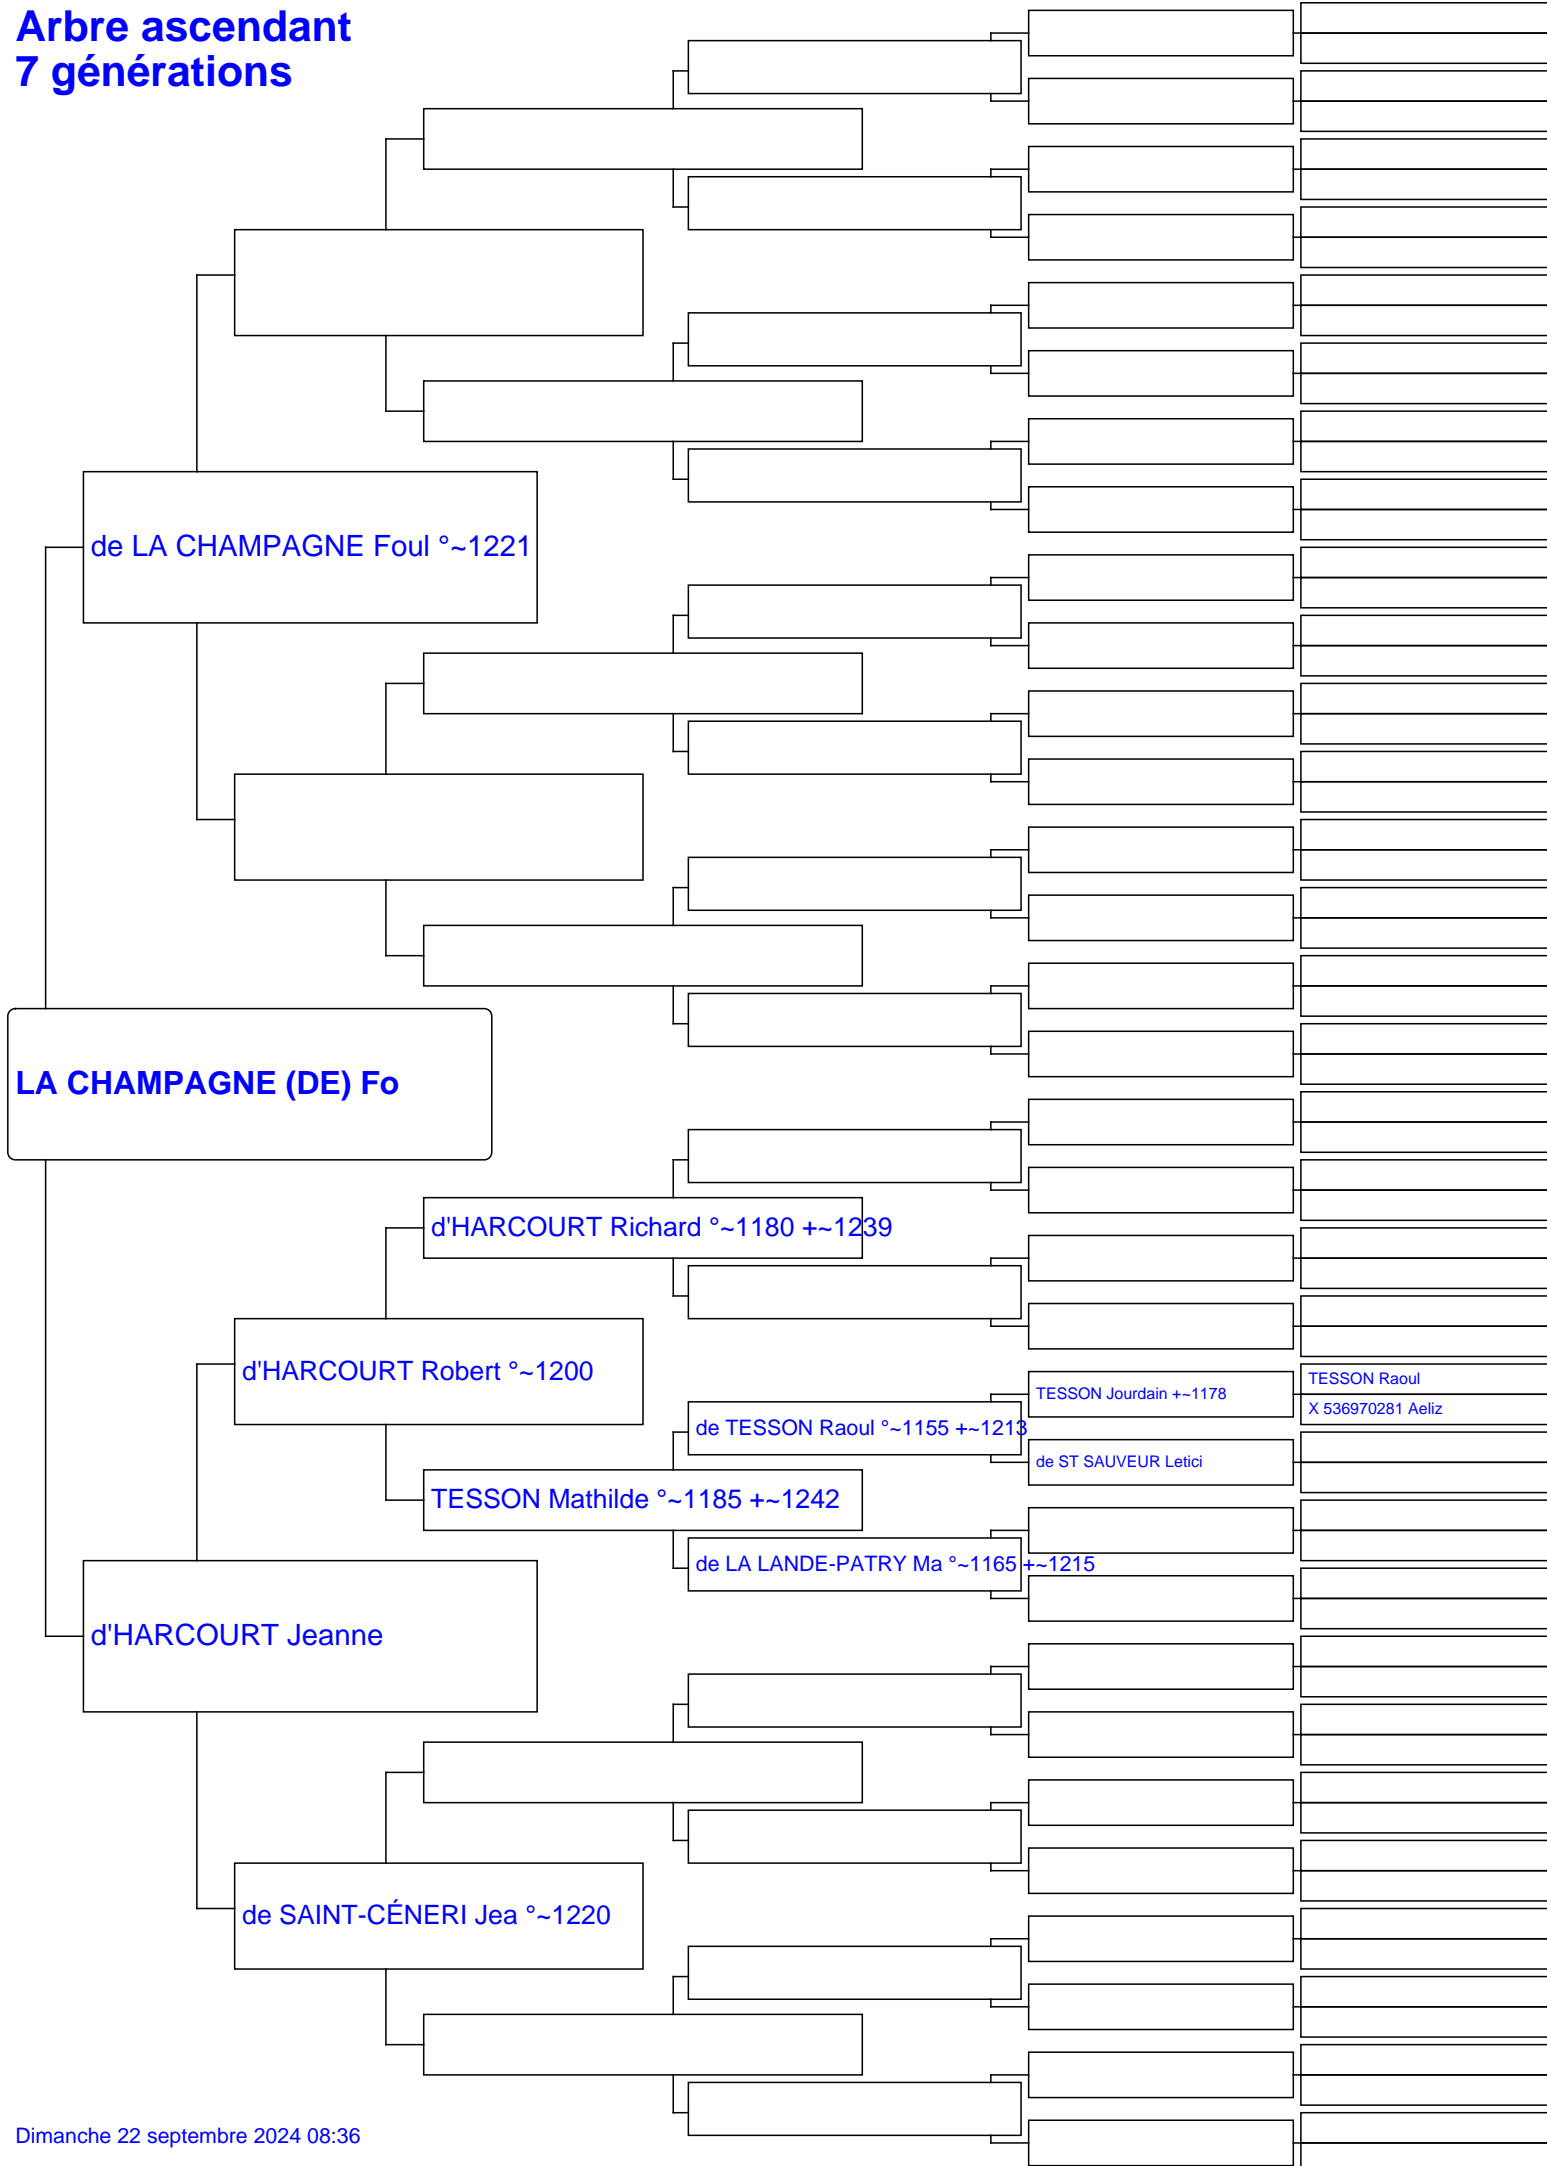 Arbre ascendant
7 générations
de LA CHAMPAGNE Foul °~1221
LA CHAMPAGNE (DE) Fo
d'HARCOURT Richard °~1180 +~1239
d'HARCOURT Robert °~1200
TESSON Jourdain +~1178
TESSON Raoul
X 536970281 Aeliz
de TESSON Raoul °~1155 +~1213
de ST SAUVEUR Letici
TESSON Mathilde °~1185 +~1242
de LA LANDE-PATRY Ma °~1165 +~1215
d'HARCOURT Jeanne
de SAINT-CÉNERI Jea °~1220
Dimanche 22 septembre 2024 08:36